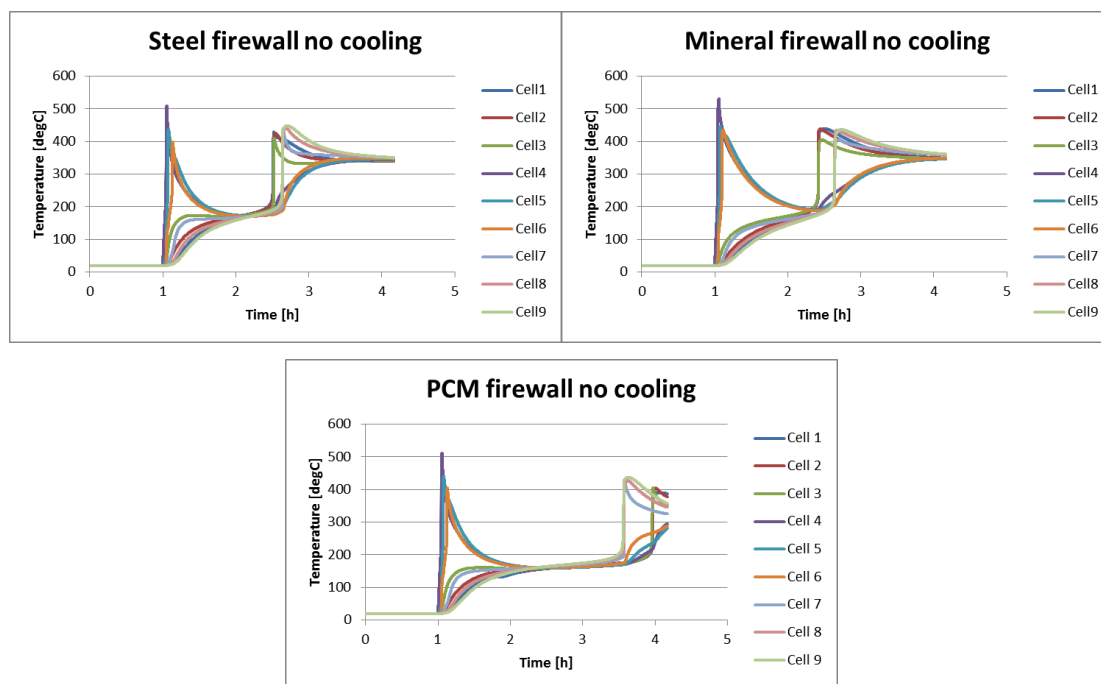 Steel firewall no cooling
Temperature [degC]
600
500
400
300
200
100
0
0 1 2 3 4 5
Time [h]
Cell1
Cell2
Cell3
Cell4
Cell5
Cell6
Cell7
Cell8
Cell9
Mineral firewall no cooling
Temperature [degC]
600
500
400
300
200
100
0
0 1 2 3 4 5
Time [h]
Cell1
Cell2
Cell3
Cell4
Cell5
Cell6
Cell7
Cell8
Cell9
PCM firewall no cooling
Temperature [degC]
600
500
400
300
200
100
0
0 1 2 3 4 5
Time [h]
Cell 1
Cell 2
Cell 3
Cell 4
Cell 5
Cell 6
Cell 7
Cell 8
Cell 9